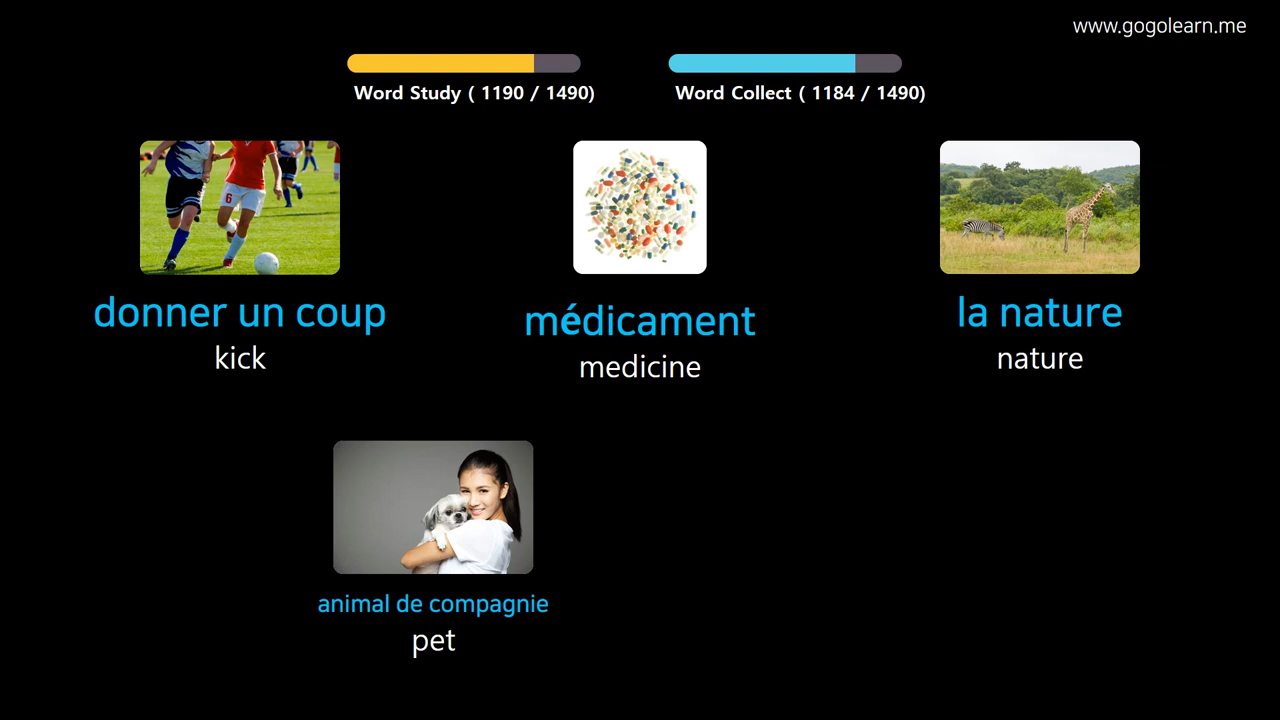 www.gogolearn.me
Word Study ( 1190 / 1490)
Word Collect ( 1184 / 1490)
6
donner un coup
kick
médicament
medicine
la nature
nature
animal de compagnie
pet